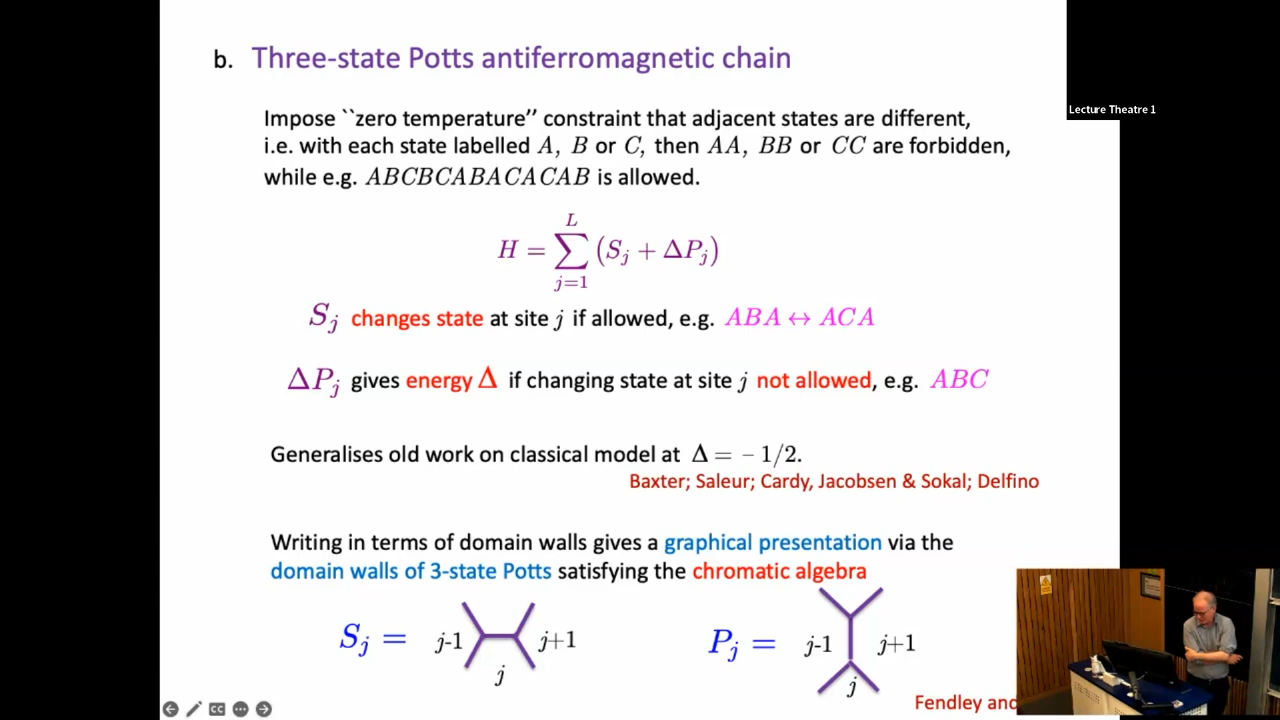 b. Three-state Potts antiferromagnetic chain
Lecture Theatre 1
Impose ``zero temperature’’ constraint that adjacent states are different,
i.e. with each state labelled A, B or C, then AA, BB or CC are forbidden,
while e.g. ABCBCABACACAB is allowed.
H = ∑_{j=1}^{L} (S_j + ΔP_j)
S_j changes state at site j if allowed, e.g. ABA ↔ ACA
ΔP_j gives energy Δ if changing state at site j not allowed, e.g. ABC
Generalises old work on classical model at Δ = – 1/2.
Baxter; Saleur; Cardy, Jacobsen & Sokal; Delfino
Writing in terms of domain walls gives a graphical presentation via the
domain walls of 3-state Potts satisfying the chromatic algebra
S_j = j-1 j+1 P_j = j-1 j+1
j j
Fendley and
CC